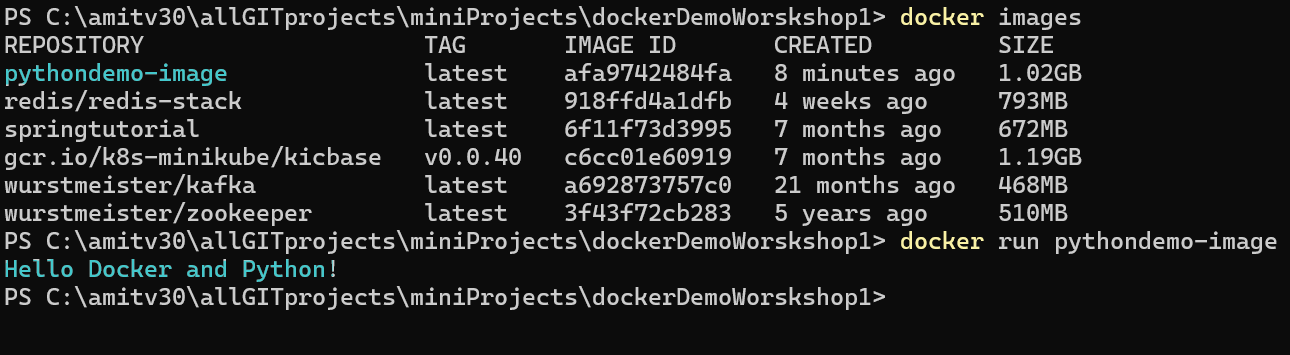 PS C:\amitv30\allGITprojects\miniProjects\dockerDemoWorskshop1> docker images
REPOSITORY                    TAG       IMAGE ID       CREATED         SIZE
pythondemo-image              latest    afa9742484fa   8 minutes ago   1.02GB
redis/redis-stack             latest    918ffd4a1dfb   4 weeks ago     793MB
springtutorial                latest    6f11f73d3995   7 months ago    672MB
gcr.io/k8s-minikube/kicbase   v0.0.40   c6cc01e60919   7 months ago    1.19GB
wurstmeister/kafka            latest    a692873757c0   21 months ago   468MB
wurstmeister/zookeeper        latest    3f43f72cb283   5 years ago     510MB
PS C:\amitv30\allGITprojects\miniProjects\dockerDemoWorskshop1> docker run pythondemo-image
Hello Docker and Python!
PS C:\amitv30\allGITprojects\miniProjects\dockerDemoWorskshop1>